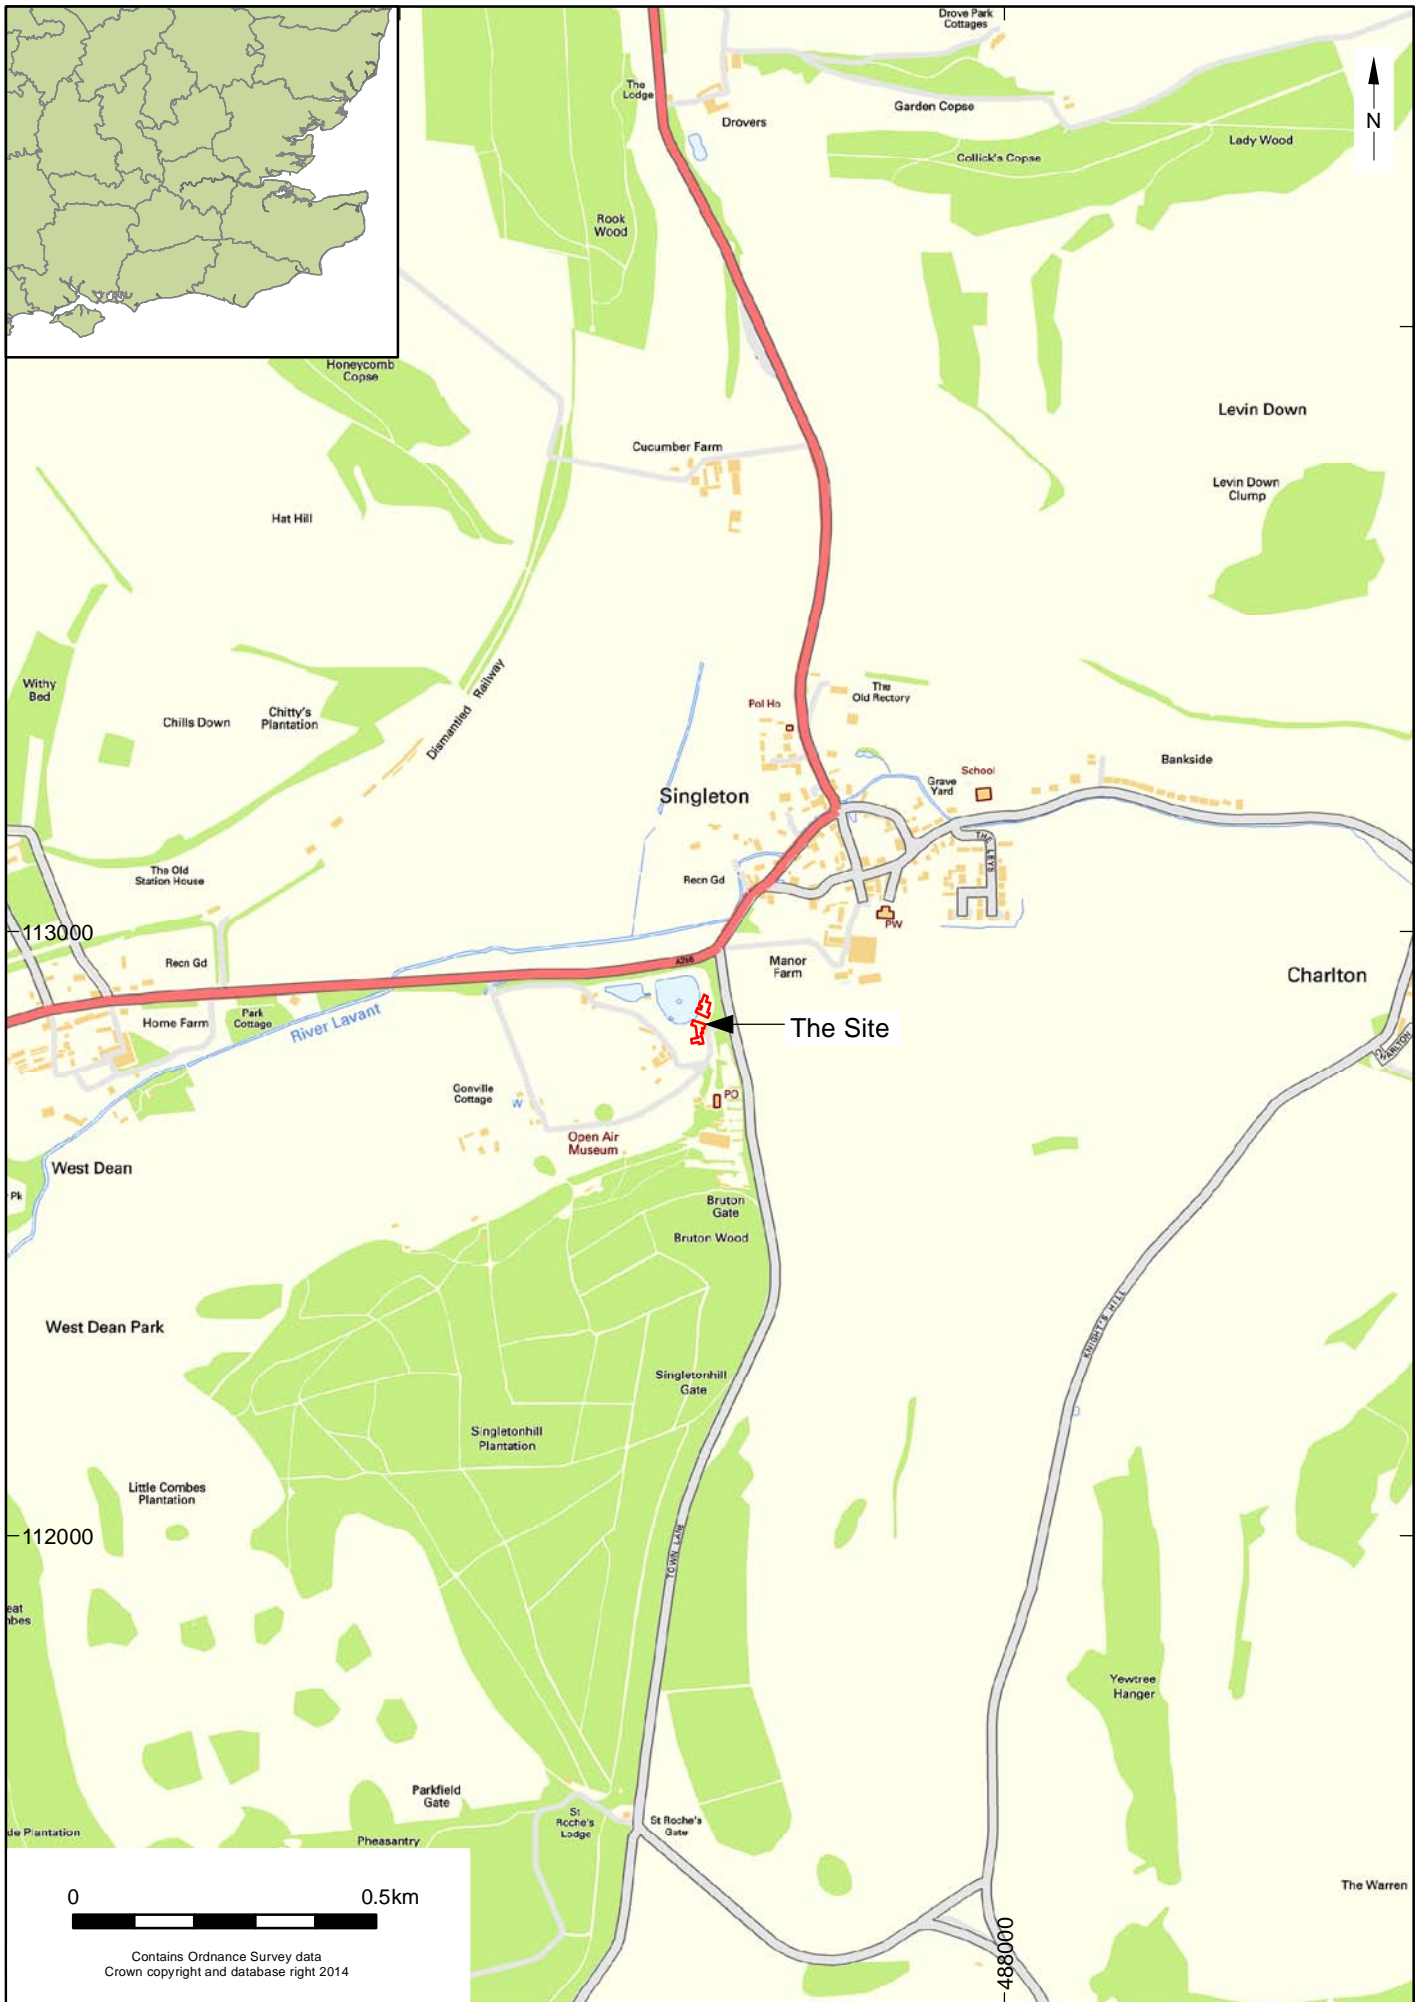 Drove Park
Cottages
N
The
Lodge
Drovers
Garden Copse
Collick's Copse
Lady Wood
Rook
Wood
Honeycomb
Copse
Levin Down
Cucumber Farm
Levin Down
Clump
Hat Hill
Withy
Bed
Chills Down
Chitty's
Plantation
Dismantled Railway
The
Old Rectory
Pol Ho
Singleton
Bankside
School
Grave
Yard
THE LEYS
The Old
Station House
Recn Gd
PW
113000
Recn Gd
A286
Manor
Farm
Charlton
Home Farm
Park
Cottage
River Lavant
The Site
Gonville
Cottage
W
PO
Open Air
Museum
West Dean
Pk
Bruton
Gate
Bruton Wood
West Dean Park
KNIGHT'S HILL
Singletonhill
Gate
Singletonhill
Plantation
Little Combes
Plantation
112000
TOWN LANE
Yewtree
Hanger
Parkfield
Gate
St
Roche's
Lodge
St Roche's
Gate
de Plantation
Pheasantry
The Warren
0 0.5km
488000
Contains Ordnance Survey data
Crown copyright and database right 2014